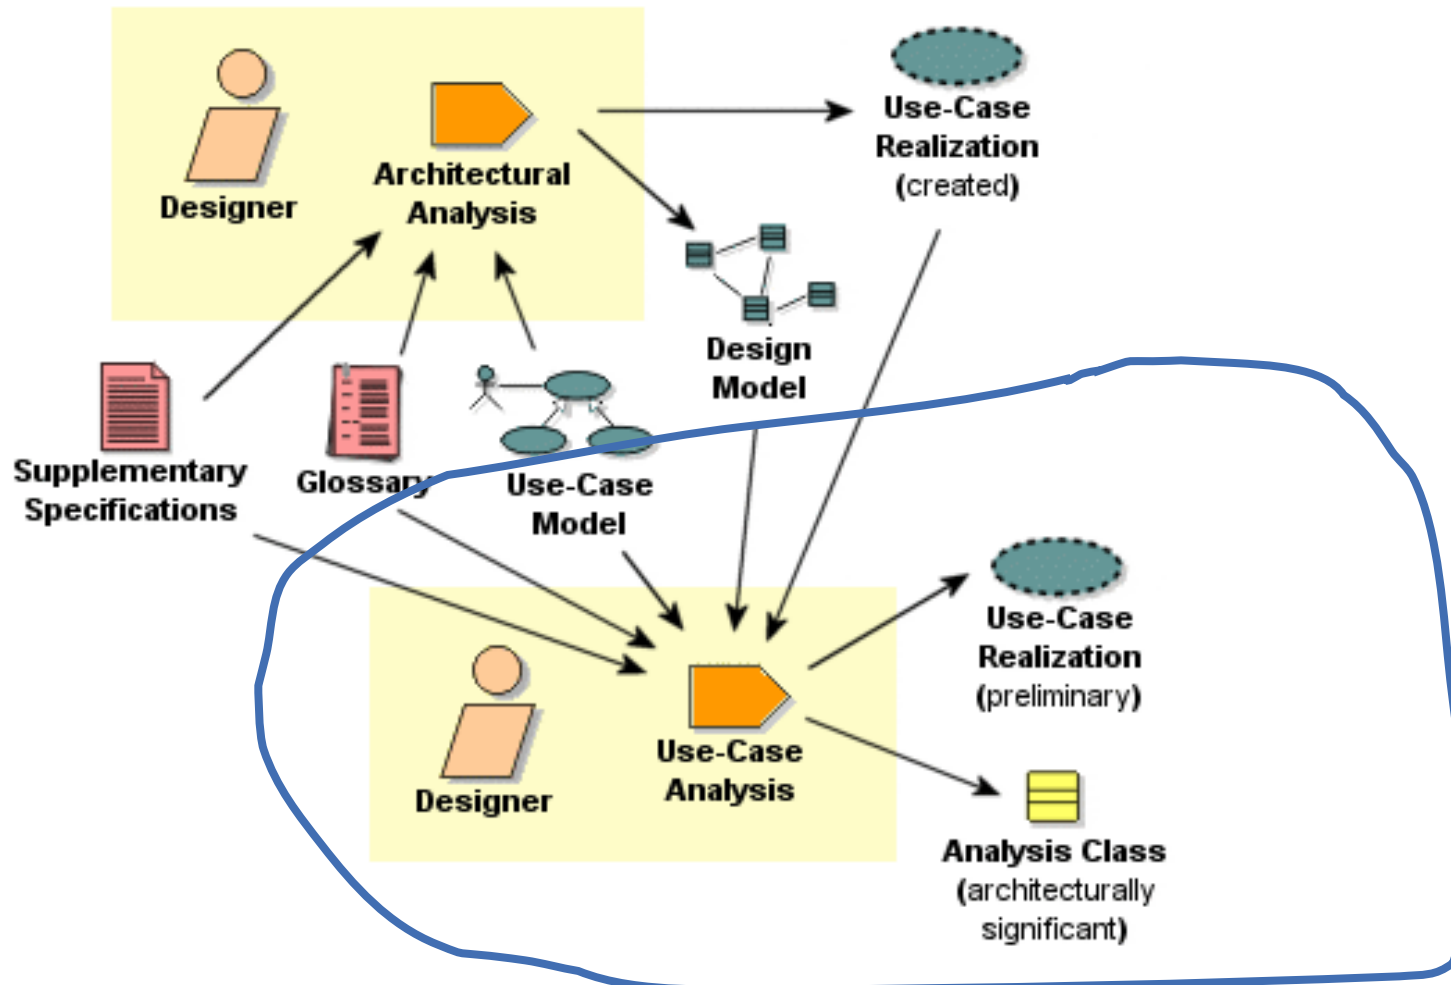 Use-Case
Realization
(created)
Architectural
Analysis
Designer
Design
Model
Supplementary
Specifications
Glossary
Use-Case
Model
Use-Case
Realization
(preliminary)
Use-Case
Analysis
Designer
Analysis Class
(architecturally
significant)